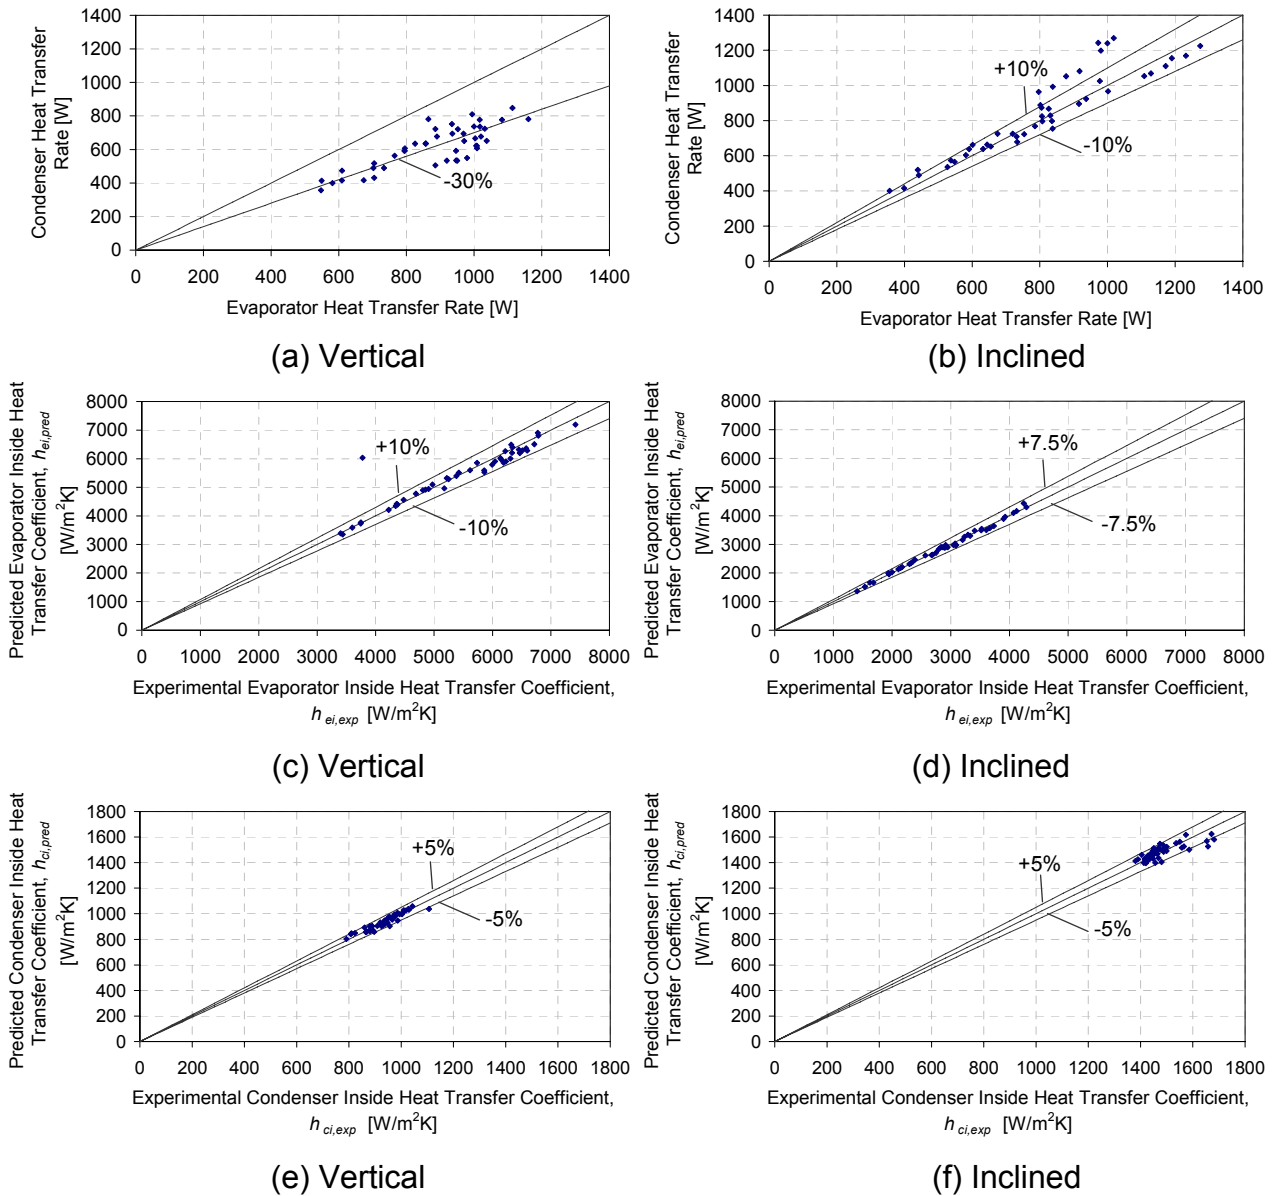 Condenser Heat Transfer
Rate [W]
1400
1200
1000
800
600
400
200
0
-30%
0 200 400 600 800 1000 1200 1400
Evaporator Heat Transfer Rate [W]
(a) Vertical
Condenser Heat Transfer
Rate [W]
1400
1200
1000
800
600
400
200
0
+10%
-10%
0 200 400 600 800 1000 1200 1400
Evaporator Heat Transfer Rate [W]
(b) Inclined
Predicted Evaporator Inside Heat
Transfer Coefficient, h ei,pred
[W/m²K]
8000
7000
6000
5000
4000
3000
2000
1000
0
+10%
-10%
0 1000 2000 3000 4000 5000 6000 7000 8000
Experimental Evaporator Inside Heat Transfer Coefficient,
h ei,exp [W/m²K]
(c) Vertical
Predicted Evaporator Inside Heat
Transfer Coefficient, h ei,pred
[W/m²K]
8000
7000
6000
5000
4000
3000
2000
1000
0
+7.5%
-7.5%
0 1000 2000 3000 4000 5000 6000 7000 8000
Experimental Evaporator Inside Heat Transfer Coefficient,
h ei,exp [W/m²K]
(d) Inclined
Predicted Condenser Inside Heat
Transfer Coefficient, h ci,pred
[W/m²K]
1800
1600
1400
1200
1000
800
600
400
200
0
+5%
-5%
0 200 400 600 800 1000 1200 1400 1600 1800
Experimental Condenser Inside Heat Transfer Coefficient,
h ci,exp [W/m²K]
(e) Vertical
Predicted Condenser Inside Heat
Transfer Coefficient, h ci,pred
[W/m²K]
1800
1600
1400
1200
1000
800
600
400
200
0
+5%
-5%
0 200 400 600 800 1000 1200 1400 1600 1800
Experimental Condenser Inside Heat Transfer Coefficient,
h ci,exp [W/m²K]
(f) Inclined